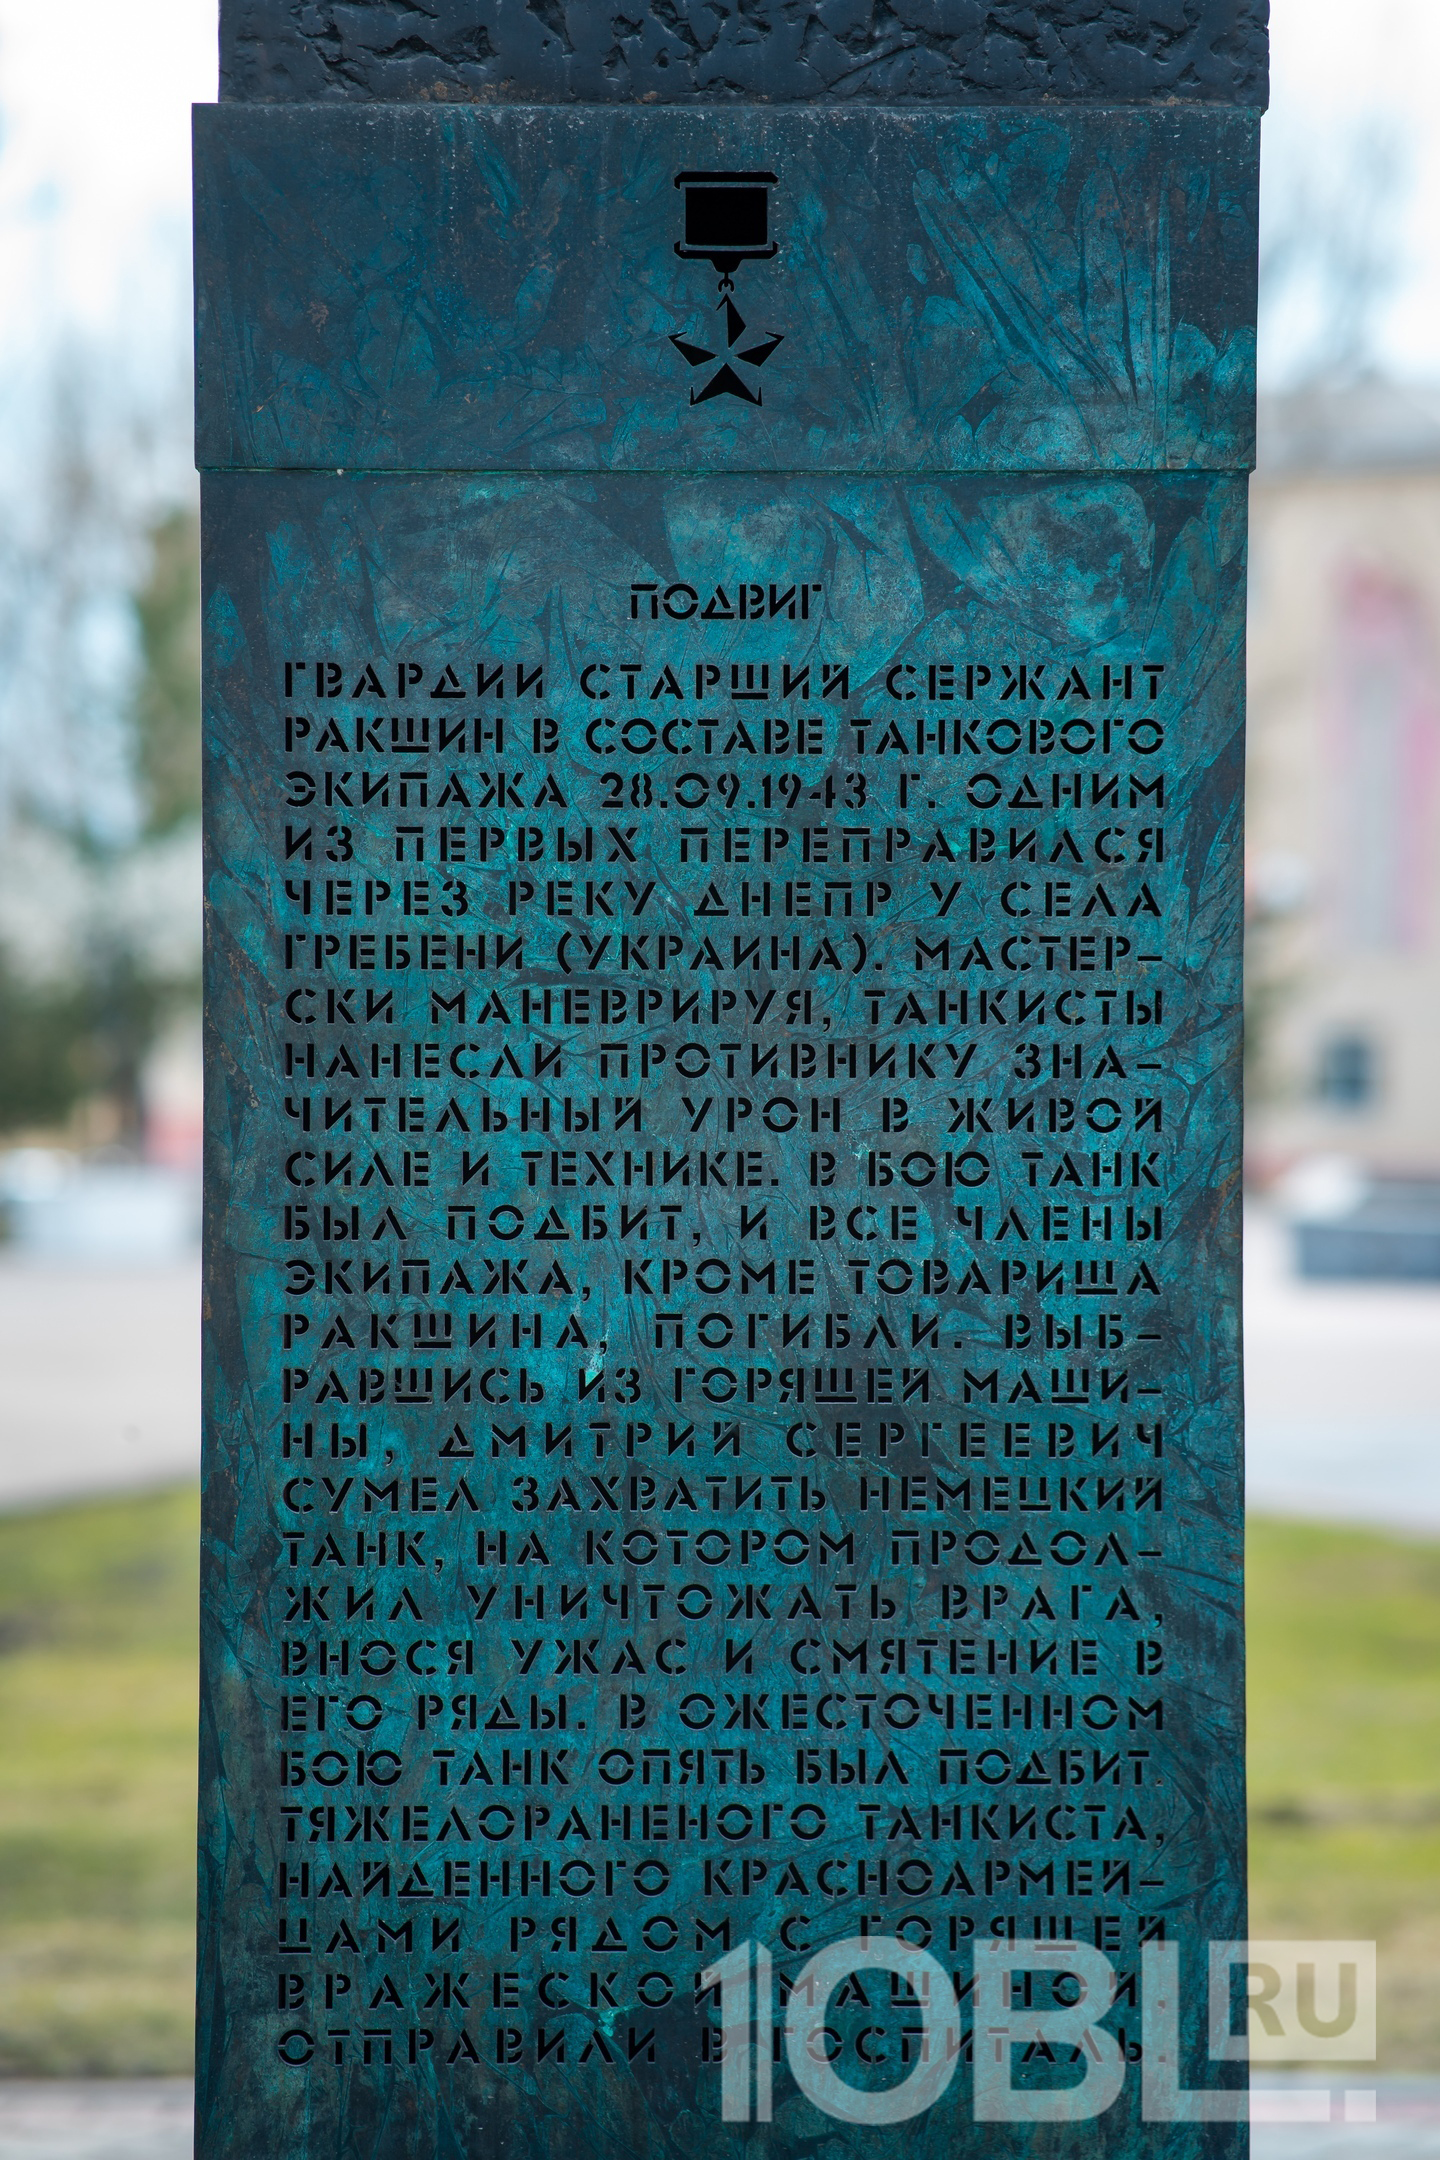 ПОДВИГ
ГВАРДИИ СТАРШИЙ СЕРЖАНТ
РАКШИН В СОСТАВЕ ТАНКОВОГО
ЭКИПАЖА 28.09.1943 Г. ОДНИМ
ИЗ ПЕРВЫХ ПЕРЕПРАВИЛСЯ
ЧЕРЕЗ РЕКУ ДНЕПР У СЕЛА
ГРЕБЕНИ (УКРАИНА). МАСТЕР-
СКИ МАНЕВРИРУЯ, ТАНКИСТЫ
НАНЕСЛИ ПРОТИВНИКУ ЗНА-
ЧИТЕЛЬНЫЙ УРОН В ЖИВОЙ
СИЛЕ И ТЕХНИКЕ. В БОЮ ТАНК
БЫЛ ПОДБИТ, И ВСЕ ЧЛЕНЫ
ЭКИПАЖА, КРОМЕ ТОВАРИЩА
РАКШИНА, ПОГИБЛИ. ВЫБ-
РАВШИСЬ ИЗ ГОРЯЩЕЙ МАШИ-
НЫ, ДМИТРИЙ СЕРГЕЕВИЧ
СУМЕЛ ЗАХВАТИТЬ НЕМЕЦКИЙ
ТАНК, НА КОТОРОМ ПРОДОЛ-
ЖИЛ УНИЧТОЖАТЬ ВРАГА,
ВНОСЯ УЖАС И СМЯТЕНИЕ В
ЕГО РЯДЫ. В ОЖЕСТОЧЕННОМ
БОЮ ТАНК ОПЯТЬ БЫЛ ПОДБИТ.
ТЯЖЕЛОРАНЕНОГО ТАНКИСТА,
НАЙДЕННОГО КРАСНОАРМЕЙ-
ЦАМИ РЯДОМ С ГОРЯЩЕЙ
ВРАЖЕСКОЙ МАШИНОЙ,
ОТПРАВИЛИ В ГОСПИТАЛЬ.
1OBL.RU